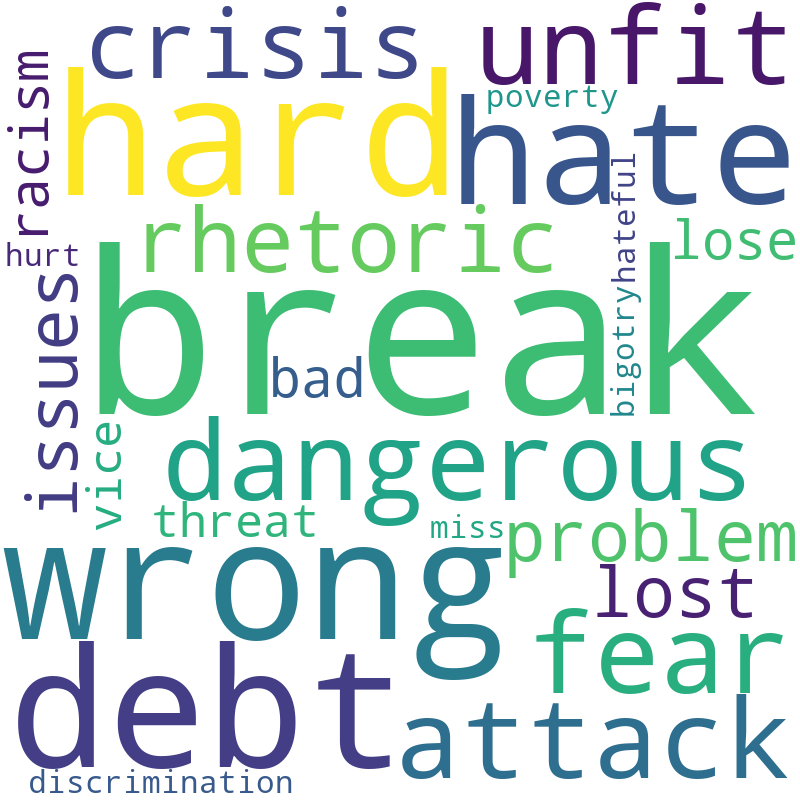 crisis
unfit
racism
hard
poverty
hate
hateful
rhetoric
lose
hurt
break
issues
bigotry
bad
vice
dangerous
threat
miss
problem
wrong
lost
fear
debt
attack
discrimination